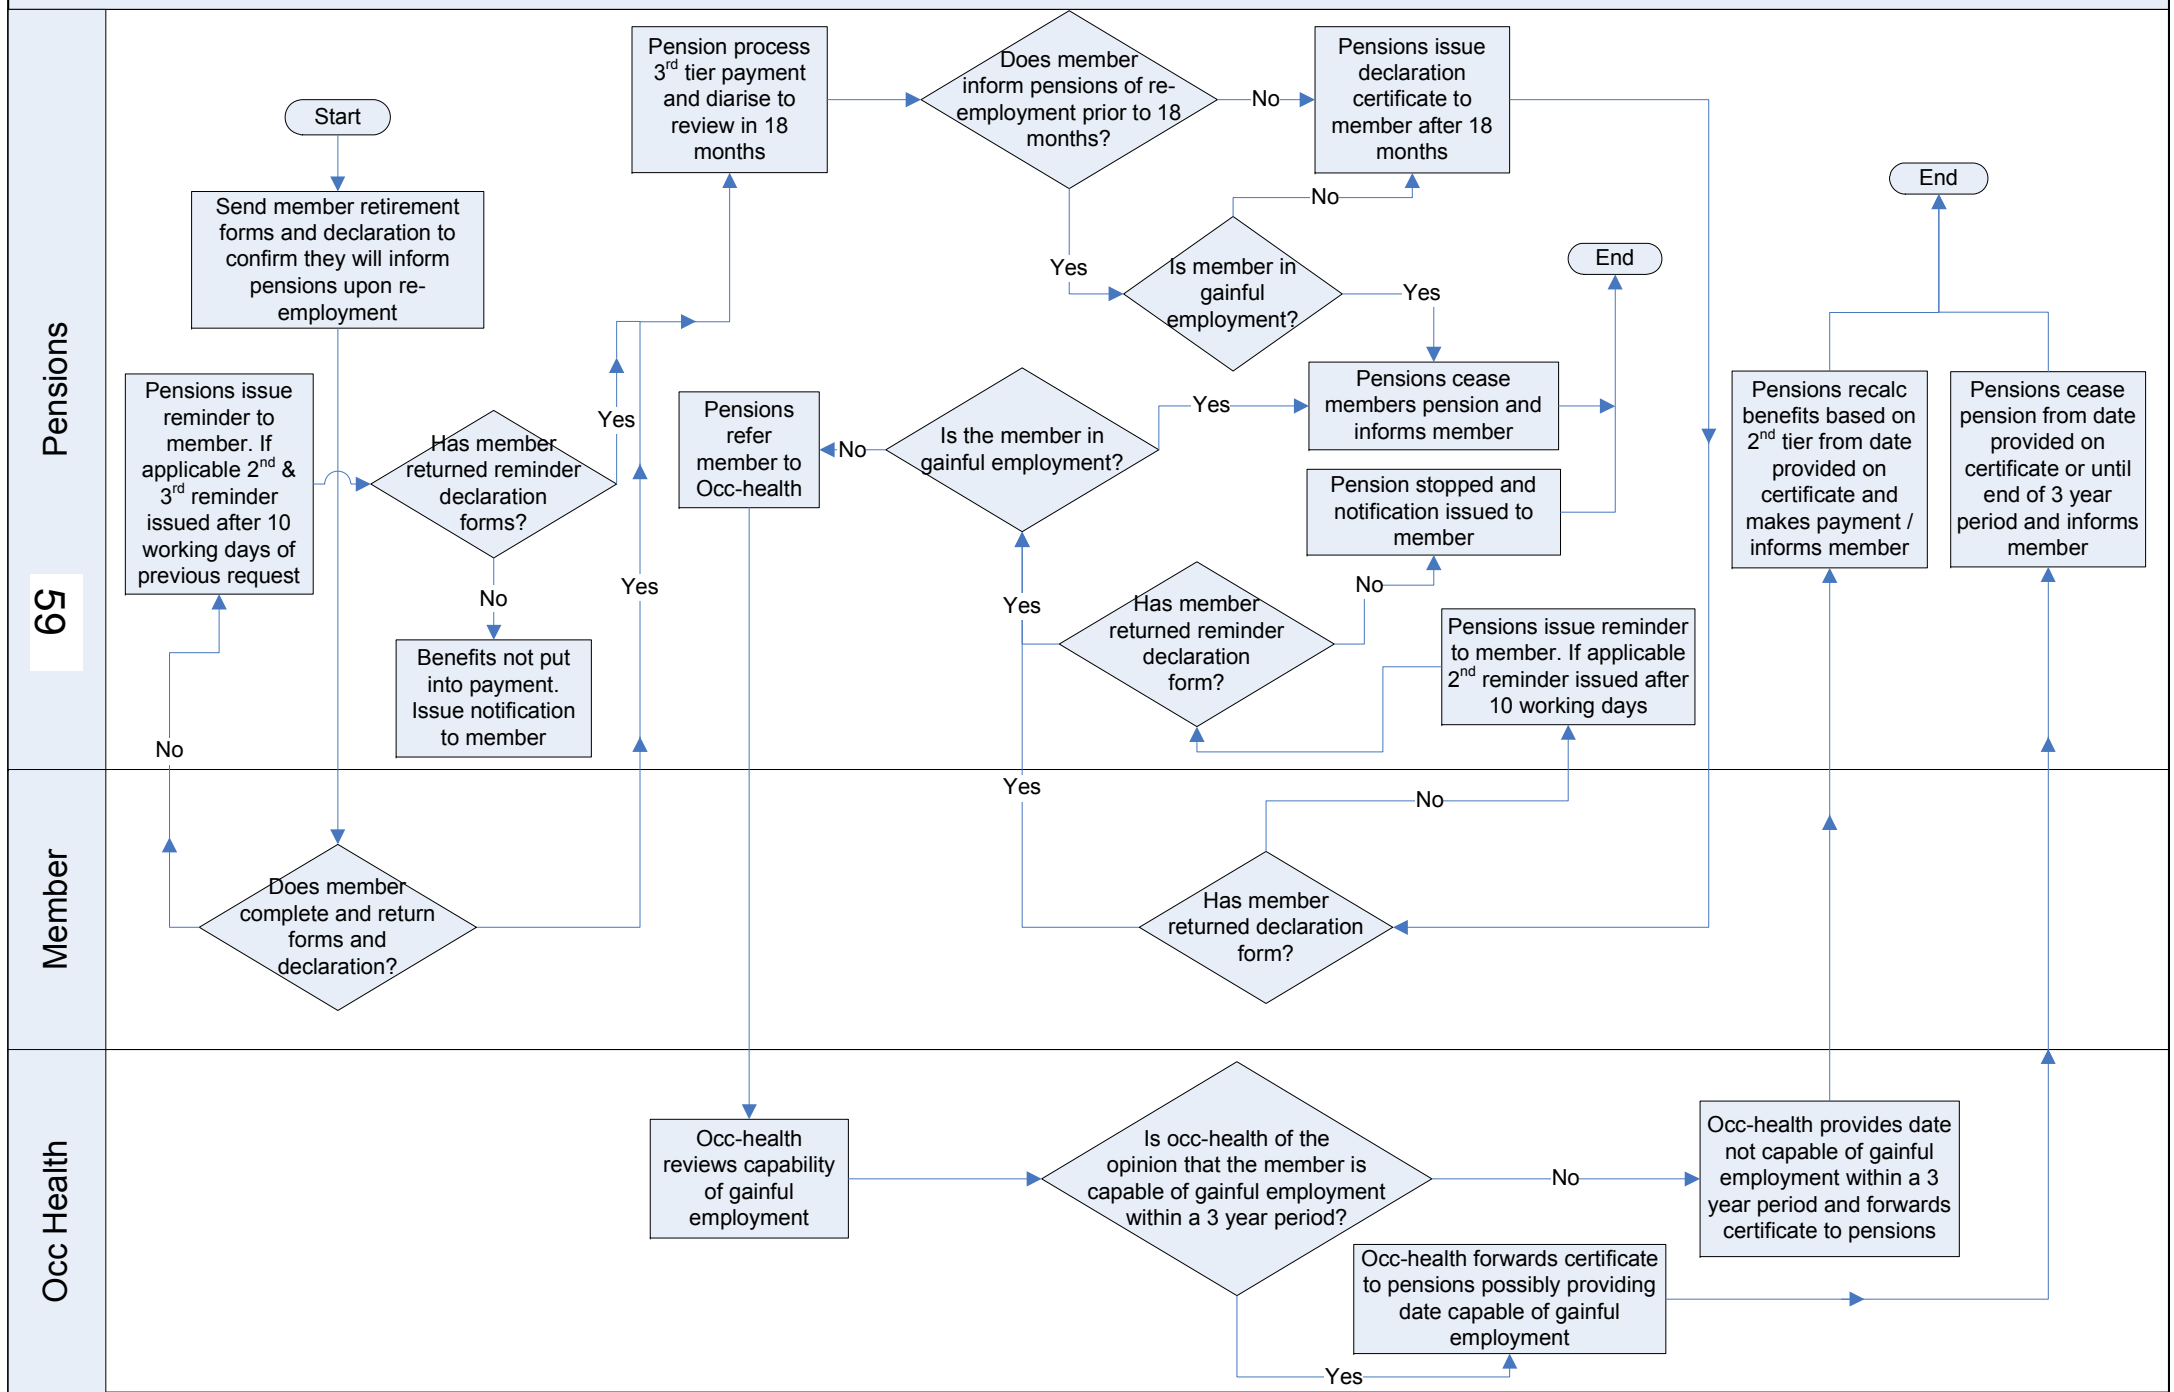 Pensions
59
Member
Occ Health
Start
Send member retirement
forms and declaration to
confirm they will inform
pensions upon re-
employment
Pensions issue
reminder to
member. If
applicable 2nd &
3rd reminder
issued after 10
working days of
previous request
Has member
returned reminder
declaration
forms?
Yes
No
Benefits not put
into payment.
Issue notification
to member
No
Yes
Does member
complete and return
forms and
declaration?
Pension process
3rd tier payment
and diarise to
review in 18
months
Does member
inform pensions of re-
employment prior to 18
months?
No
Pensions issue
declaration
certificate to
member after 18
months
Yes
No
Is member in
gainful
employment?
Yes
End
Pensions cease
members pension and
informs member
Yes
Is the member in
gainful employment?
No
Pensions
refer
member to
Occ-health
Pension stopped and
notification issued to
member
No
Has member
returned reminder
declaration
form?
Yes
Pensions issue reminder
to member. If applicable
2nd reminder issued after
10 working days
Yes
No
Has member
returned declaration
form?
End
Pensions recalc
benefits based on
2nd tier from date
provided on
certificate and
makes payment /
informs member
Pensions cease
pension from date
provided on
certificate or until
end of 3 year
period and informs
member
Occ-health
reviews capability
of gainful
employment
Is occ-health of the
opinion that the member is
capable of gainful employment
within a 3 year period?
No
Occ-health provides date
not capable of gainful
employment within a 3
year period and forwards
certificate to pensions
Yes
Occ-health forwards certificate
to pensions possibly providing
date capable of gainful
employment